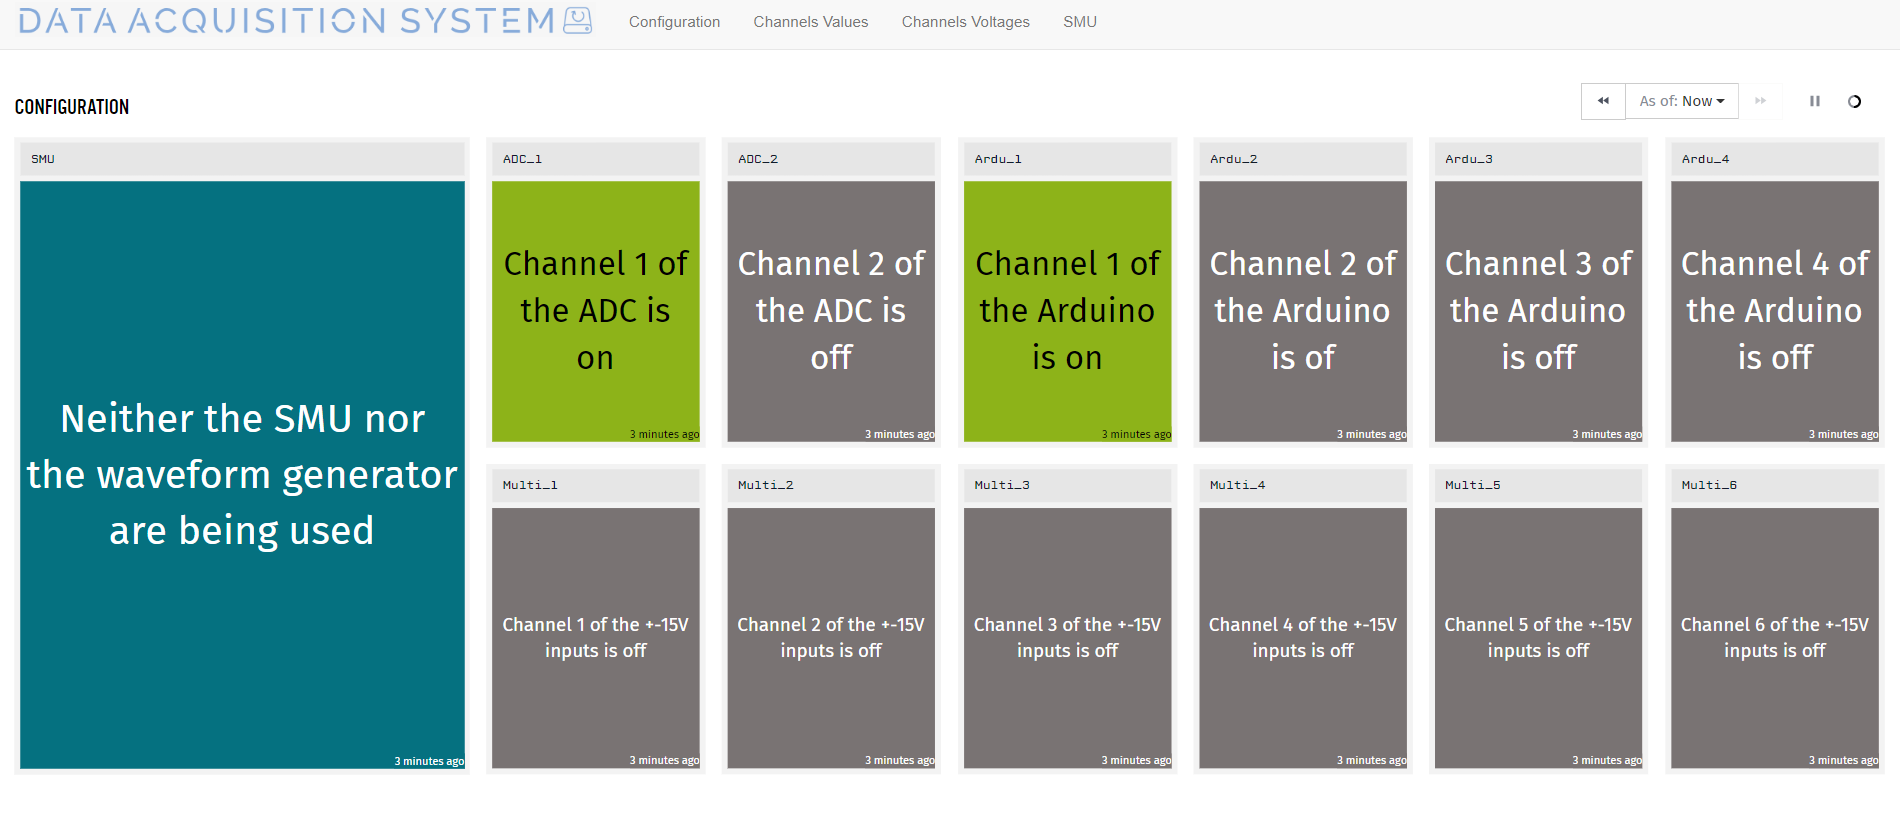 DATA ACQUISITION SYSTEM
Configuration Channels Values Channels Voltages SMU
CONFIGURATION
As of: Now
SMU
Neither the SMU nor
the waveform generator
are being used
3 minutes ago
ADC_1
Channel 1 of
the ADC is
on
3 minutes ago
ADC_2
Channel 2 of
the ADC is
off
3 minutes ago
Ardu_1
Channel 1 of
the Arduino
is on
3 minutes ago
Ardu_2
Channel 2 of
the Arduino
is of
3 minutes ago
Ardu_3
Channel 3 of
the Arduino
is off
3 minutes ago
Ardu_4
Channel 4 of
the Arduino
is off
3 minutes ago
Multi_1
Channel 1 of the +-15V
inputs is off
3 minutes ago
Multi_2
Channel 2 of the +-15V
inputs is off
3 minutes ago
Multi_3
Channel 3 of the +-15V
inputs is off
3 minutes ago
Multi_4
Channel 4 of the +-15V
inputs is off
3 minutes ago
Multi_5
Channel 5 of the +-15V
inputs is off
3 minutes ago
Multi_6
Channel 6 of the +-15V
inputs is off
3 minutes ago